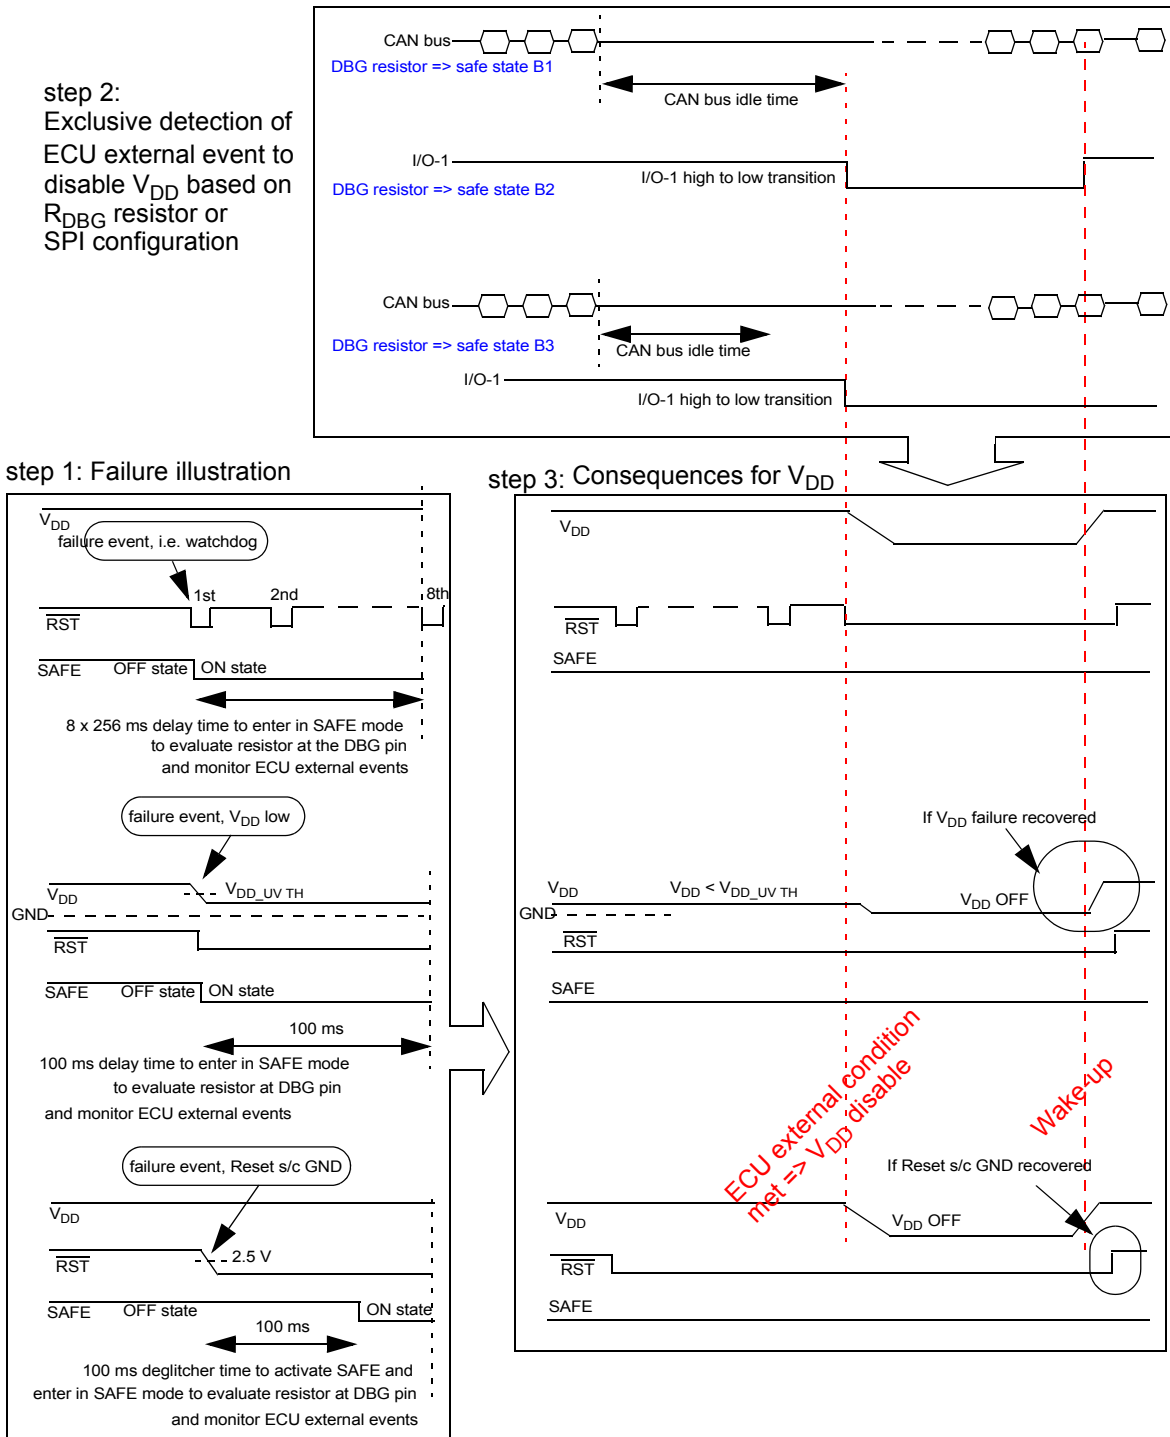 step 2:
Exclusive detection of
ECU external event to
disable VDD based on
RDBG resistor or
SPI configuration
CAN bus
DBG resistor => safe state B1
CAN bus idle time
I/O-1
I/O-1 high to low transition
DBG resistor => safe state B2
CAN bus
DBG resistor => safe state B3
CAN bus idle time
I/O-1
I/O-1 high to low transition
step 1: Failure illustration
VDD
failure event, i.e. watchdog
1st
2nd
8th
RST
SAFE
OFF state
ON state
8 x 256 ms delay time to enter in SAFE mode
to evaluate resistor at the DBG pin
and monitor ECU external events
failure event, VDD low
VDD
VDD_UV TH
GND
RST
SAFE
OFF state
ON state
100 ms
100 ms delay time to enter in SAFE mode
to evaluate resistor at DBG pin
and monitor ECU external events
failure event, Reset s/c GND
VDD
RST
2.5 V
SAFE
OFF state
ON state
100 ms
100 ms deglitcher time to activate SAFE and
enter in SAFE mode to evaluate resistor at DBG pin
and monitor ECU external events
step 3: Consequences for VDD
VDD
RST
SAFE
If VDD failure recovered
VDD
VDD < VDD_UV TH
VDD OFF
GND
RST
SAFE
ECU external condition
met => VDD disable
Wake-up
If Reset s/c GND recovered
VDD
VDD OFF
RST
SAFE